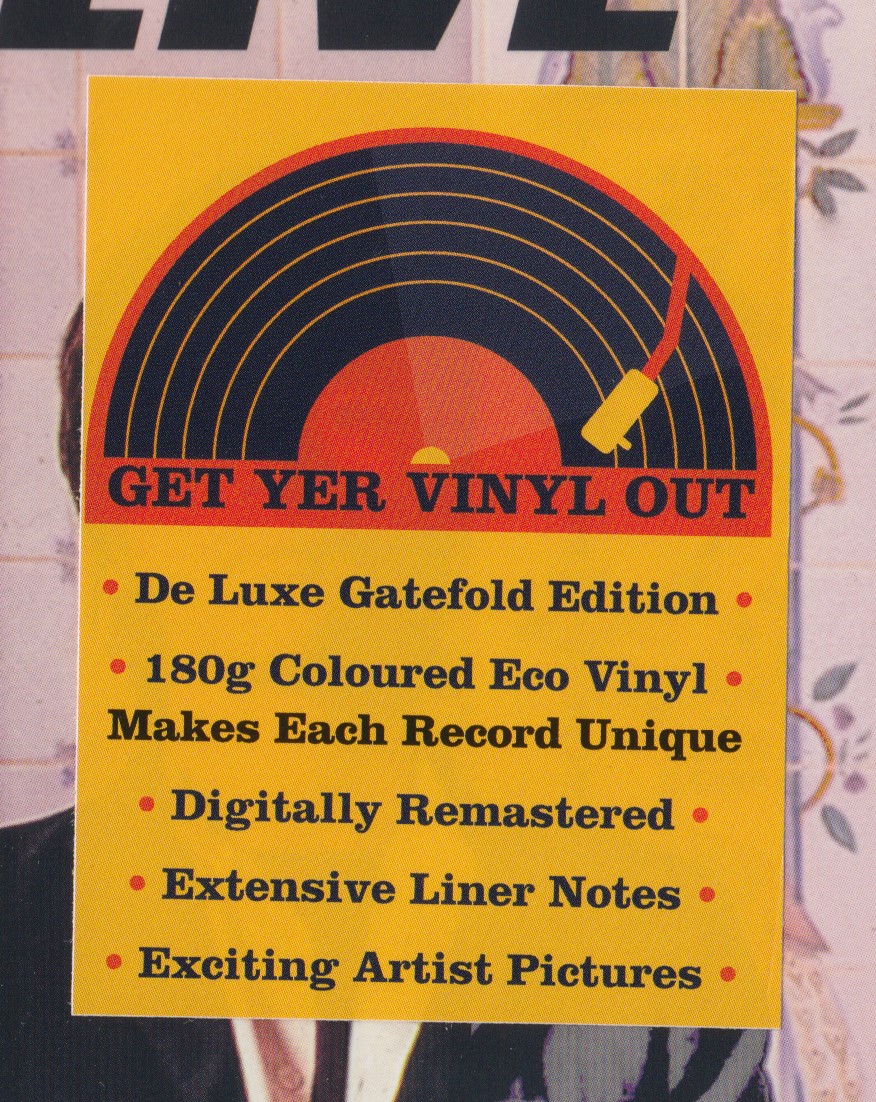 LIVE
GET YER VINYL OUT
• De Luxe Gatefold Edition •
• 180g Coloured Eco Vinyl •
Makes Each Record Unique
• Digitally Remastered •
• Extensive Liner Notes •
• Exciting Artist Pictures •